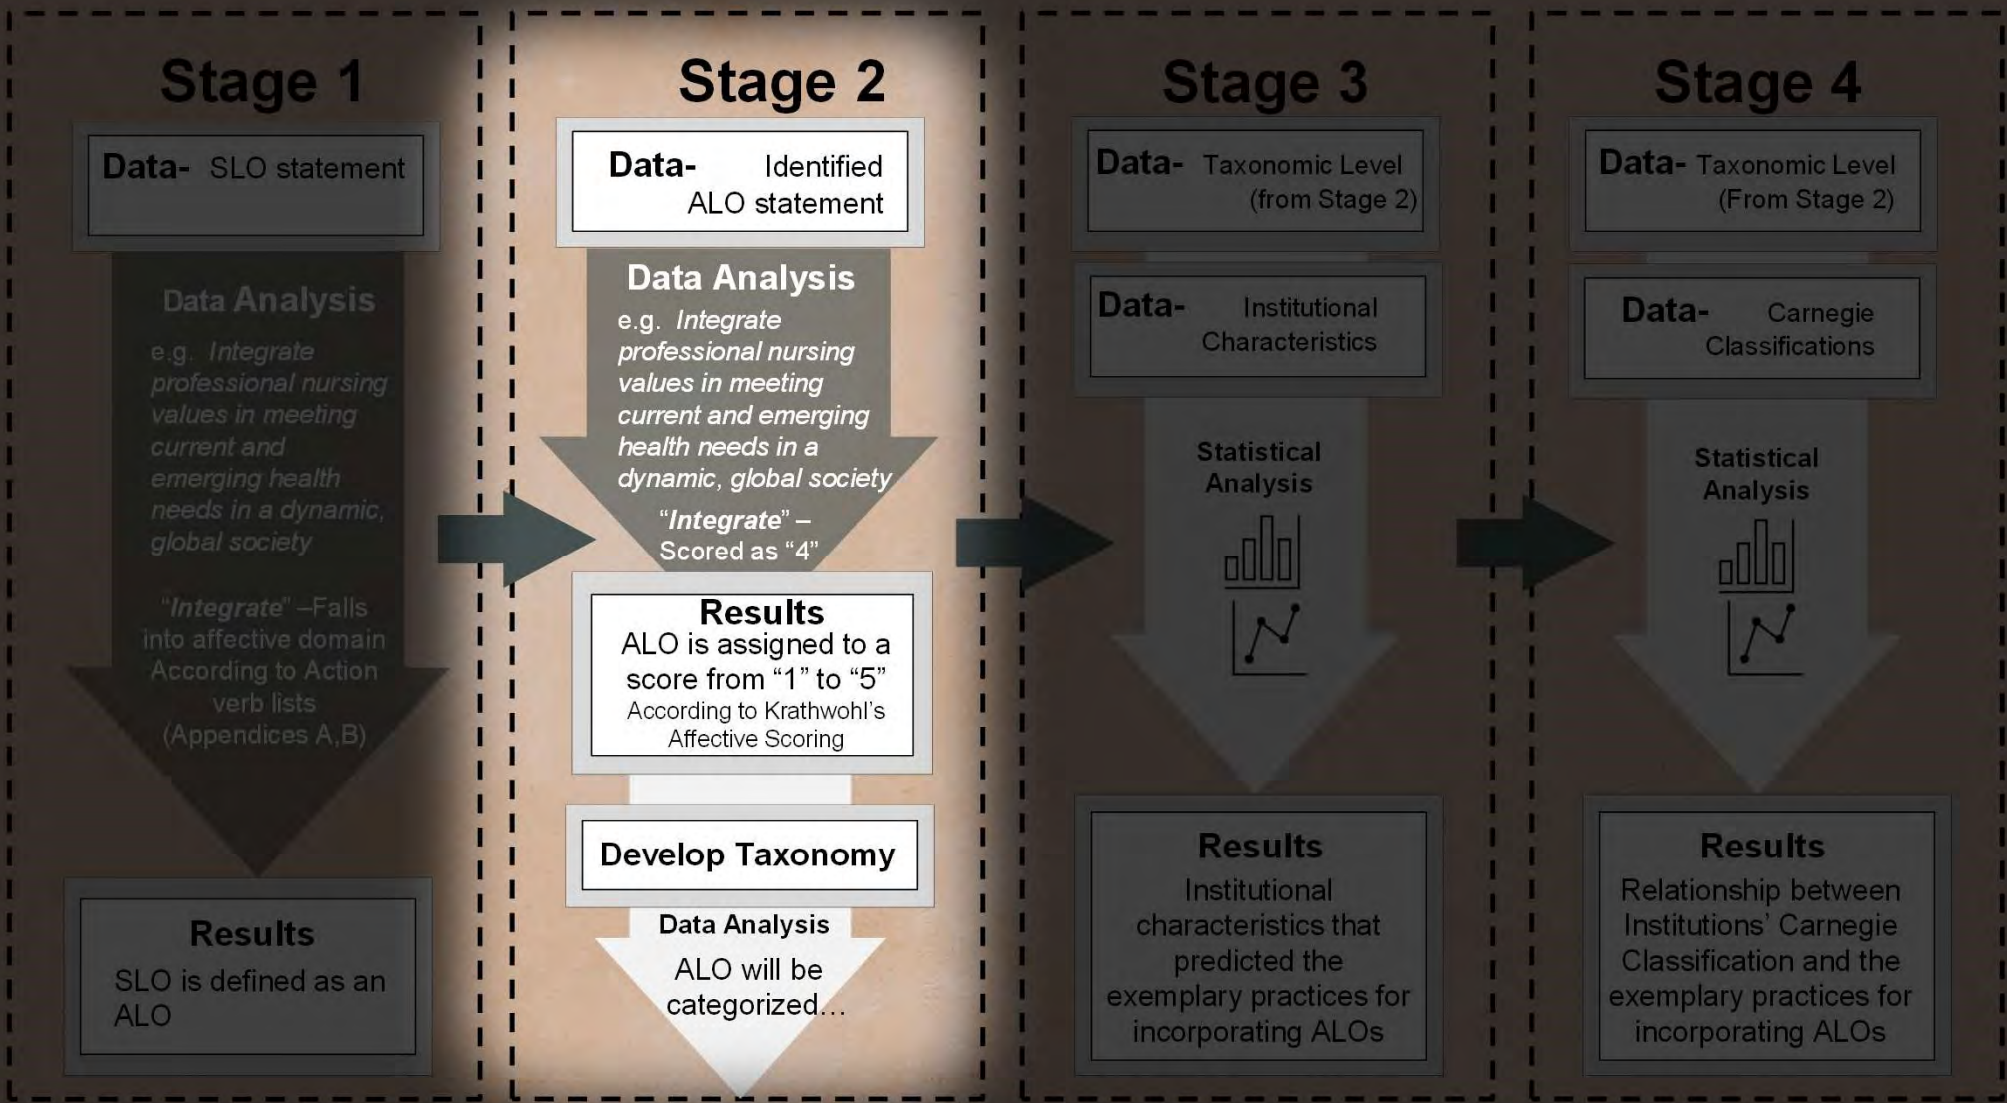 Stage 1
Data- SLO statement
Data Analysis
e.g. Integrate
professional nursing
values in meeting
current and
emerging health
needs in a dynamic,
global society
“Integrate” –Falls
into affective domain
According to Action
verb lists
(Appendices A,B)
Results
SLO is defined as an
ALO
Stage 2
Data- Identified
ALO statement
Data Analysis
e.g. Integrate
professional nursing
values in meeting
current and emerging
health needs in a
dynamic, global society
“Integrate” –
Scored as “4”
Results
ALO is assigned to a
score from “1” to “5”
According to Krathwohl’s
Affective Scoring
Develop Taxonomy
Data Analysis
ALO will be
categorized…
Stage 3
Data- Taxonomic Level
(from Stage 2)
Data- Institutional
Characteristics
Statistical
Analysis
Results
Institutional
characteristics that
predicted the
exemplary practices for
incorporating ALOs
Stage 4
Data- Taxonomic Level
(From Stage 2)
Data- Carnegie
Classifications
Statistical
Analysis
Results
Relationship between
Institutions’ Carnegie
Classification and the
exemplary practices for
incorporating ALOs